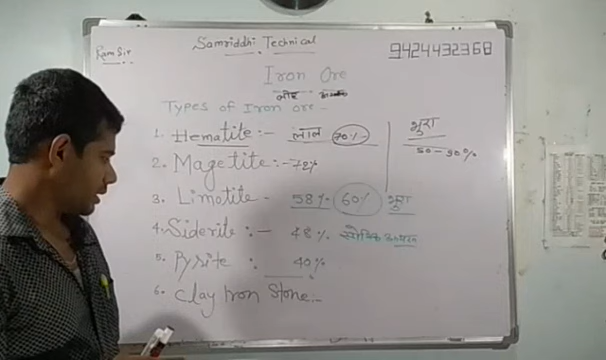 Samriddhi Technical
Ram Sir
9424432368
Iron Ore
लौह
Types of Iron ore
1. Hematite :- लाल 70%
भुरा
50-90%
2. Magetite :- 72%
3. Limotite - 58% 60% भुरा
4. Siderite :- 48%
5. Pysite : 40%
6. Clay Iron Stone:-